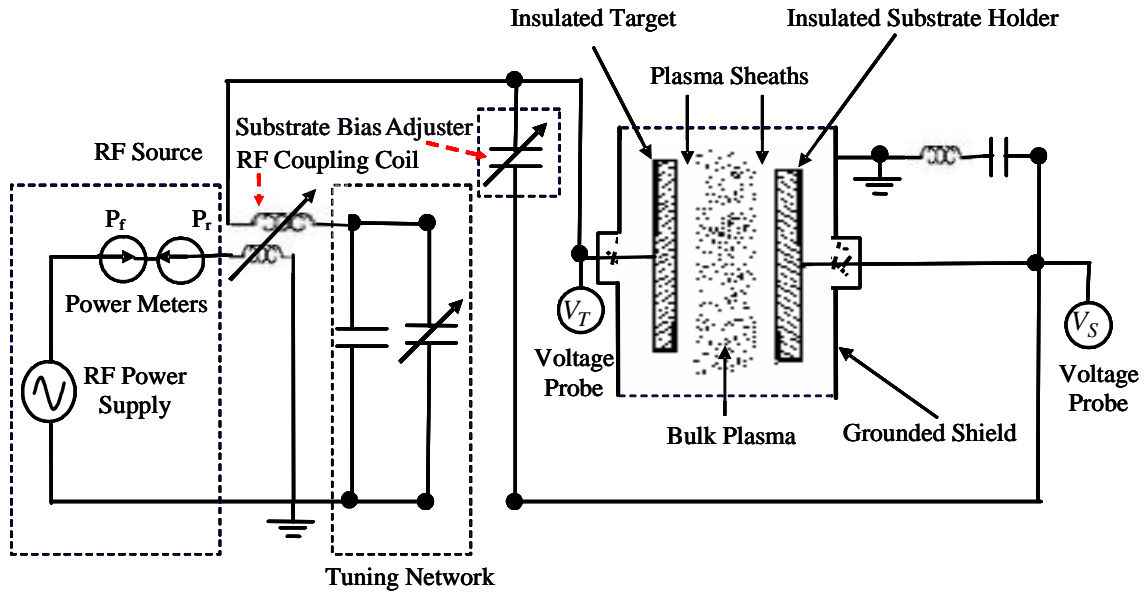 Insulated Target
Insulated Substrate Holder
Plasma Sheaths
Substrate Bias Adjuster
RF Source
RF Coupling Coil
Pf
Pr
Power Meters
VT
VS
Voltage
Probe
Voltage
Probe
RF Power
Supply
Bulk Plasma
Grounded Shield
Tuning Network